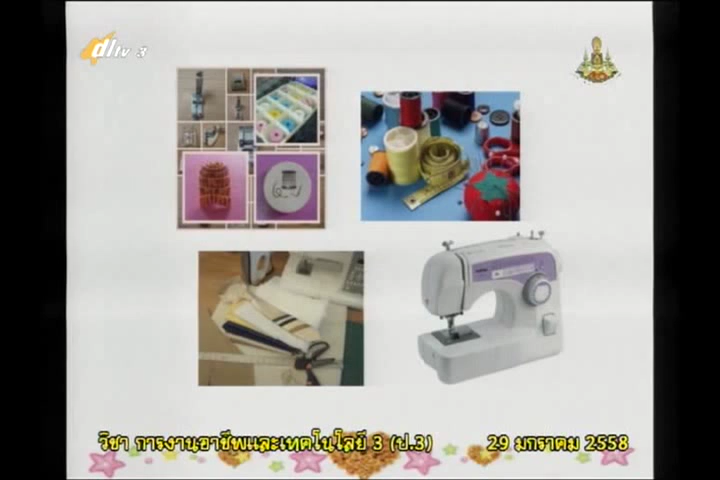 dltv 3
วิชา การงานอาชีพและเทคโนโลยี 3 (ป.3) 29 มกราคม 2558